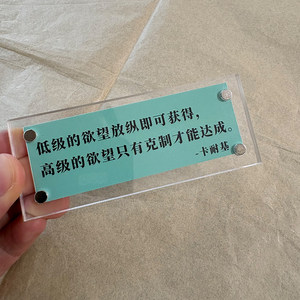 低级的欲望放纵即可获得，
高级的欲望只有克制才能达成。
-卡耐基